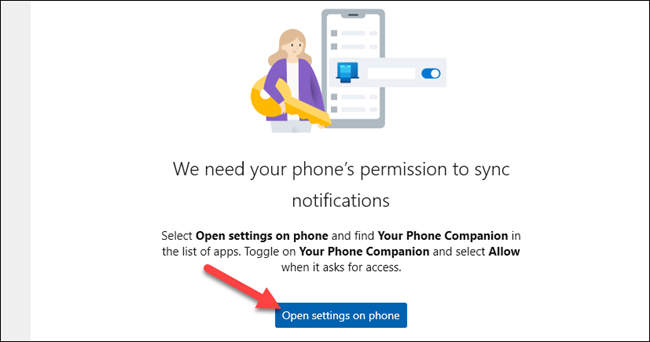 We need your phone's permission to sync
notifications
Select Open settings on phone and find Your Phone Companion in
the list of apps. Toggle on Your Phone Companion and select Allow
when it asks for access.
Open settings on phone